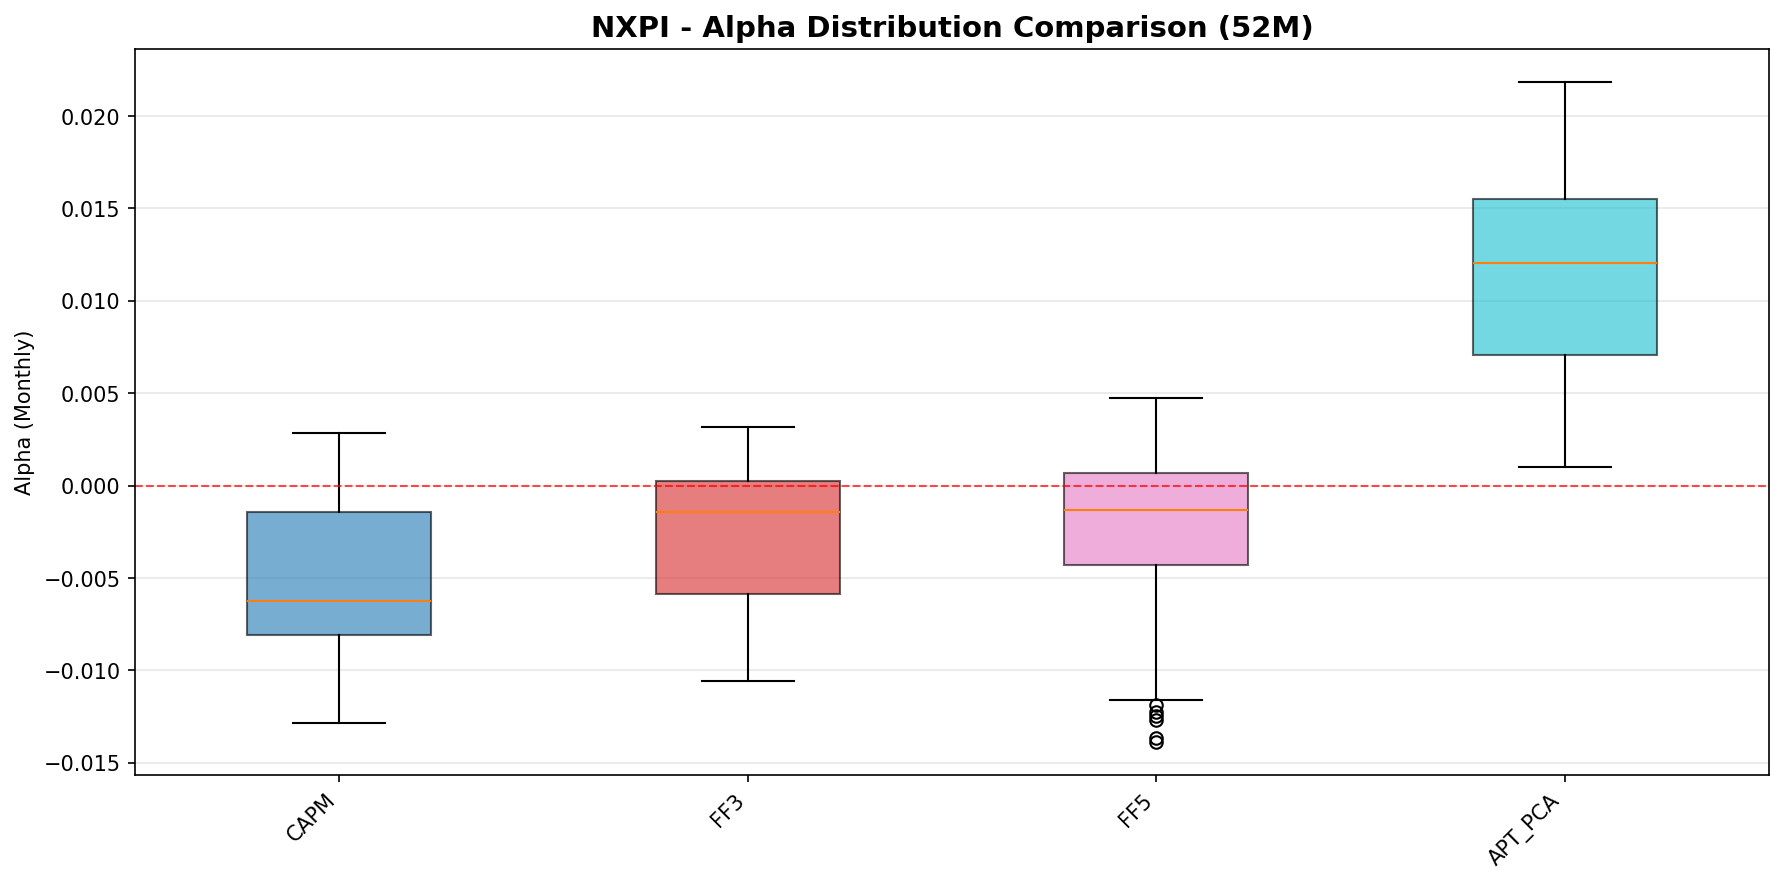 NXPI - Alpha Distribution Comparison (52M)
Alpha (Monthly)
0.020
0.015
0.010
0.005
0.000
−0.005
−0.010
−0.015
CAPM
FF3
FF5
APT_PCA